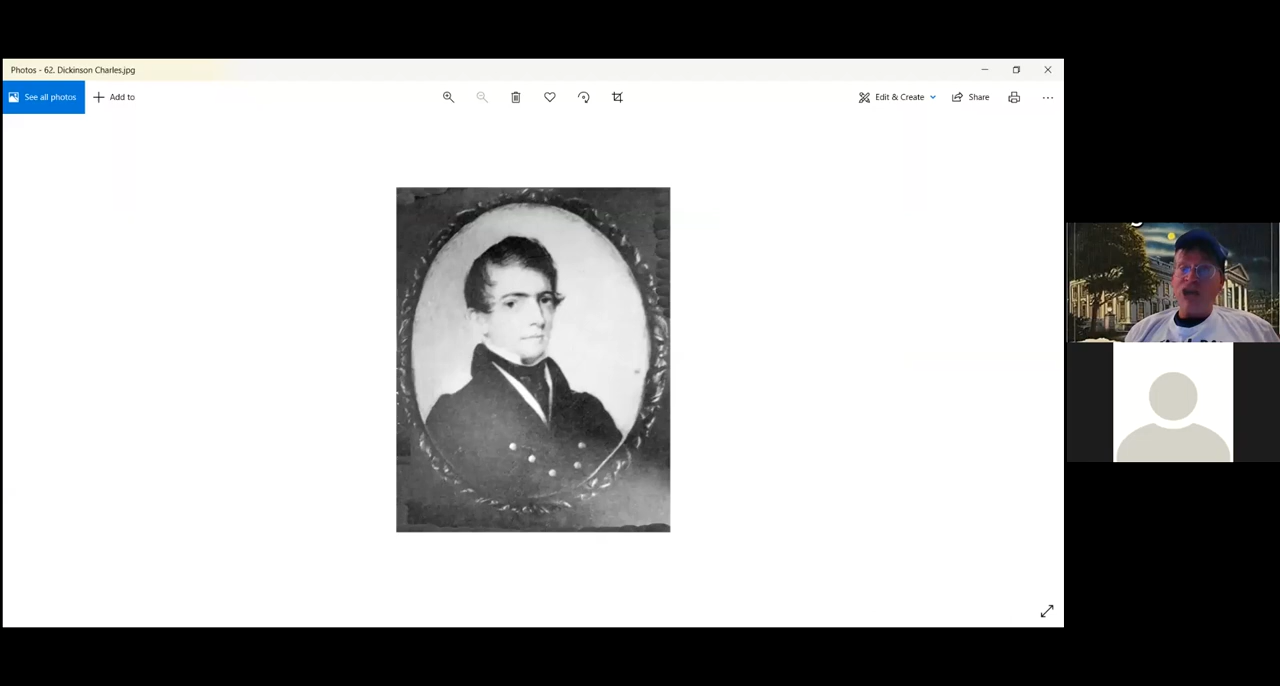 Photos - 62. Dickinson Charles.jpg
See all photos
Add to
Edit & Create
Share